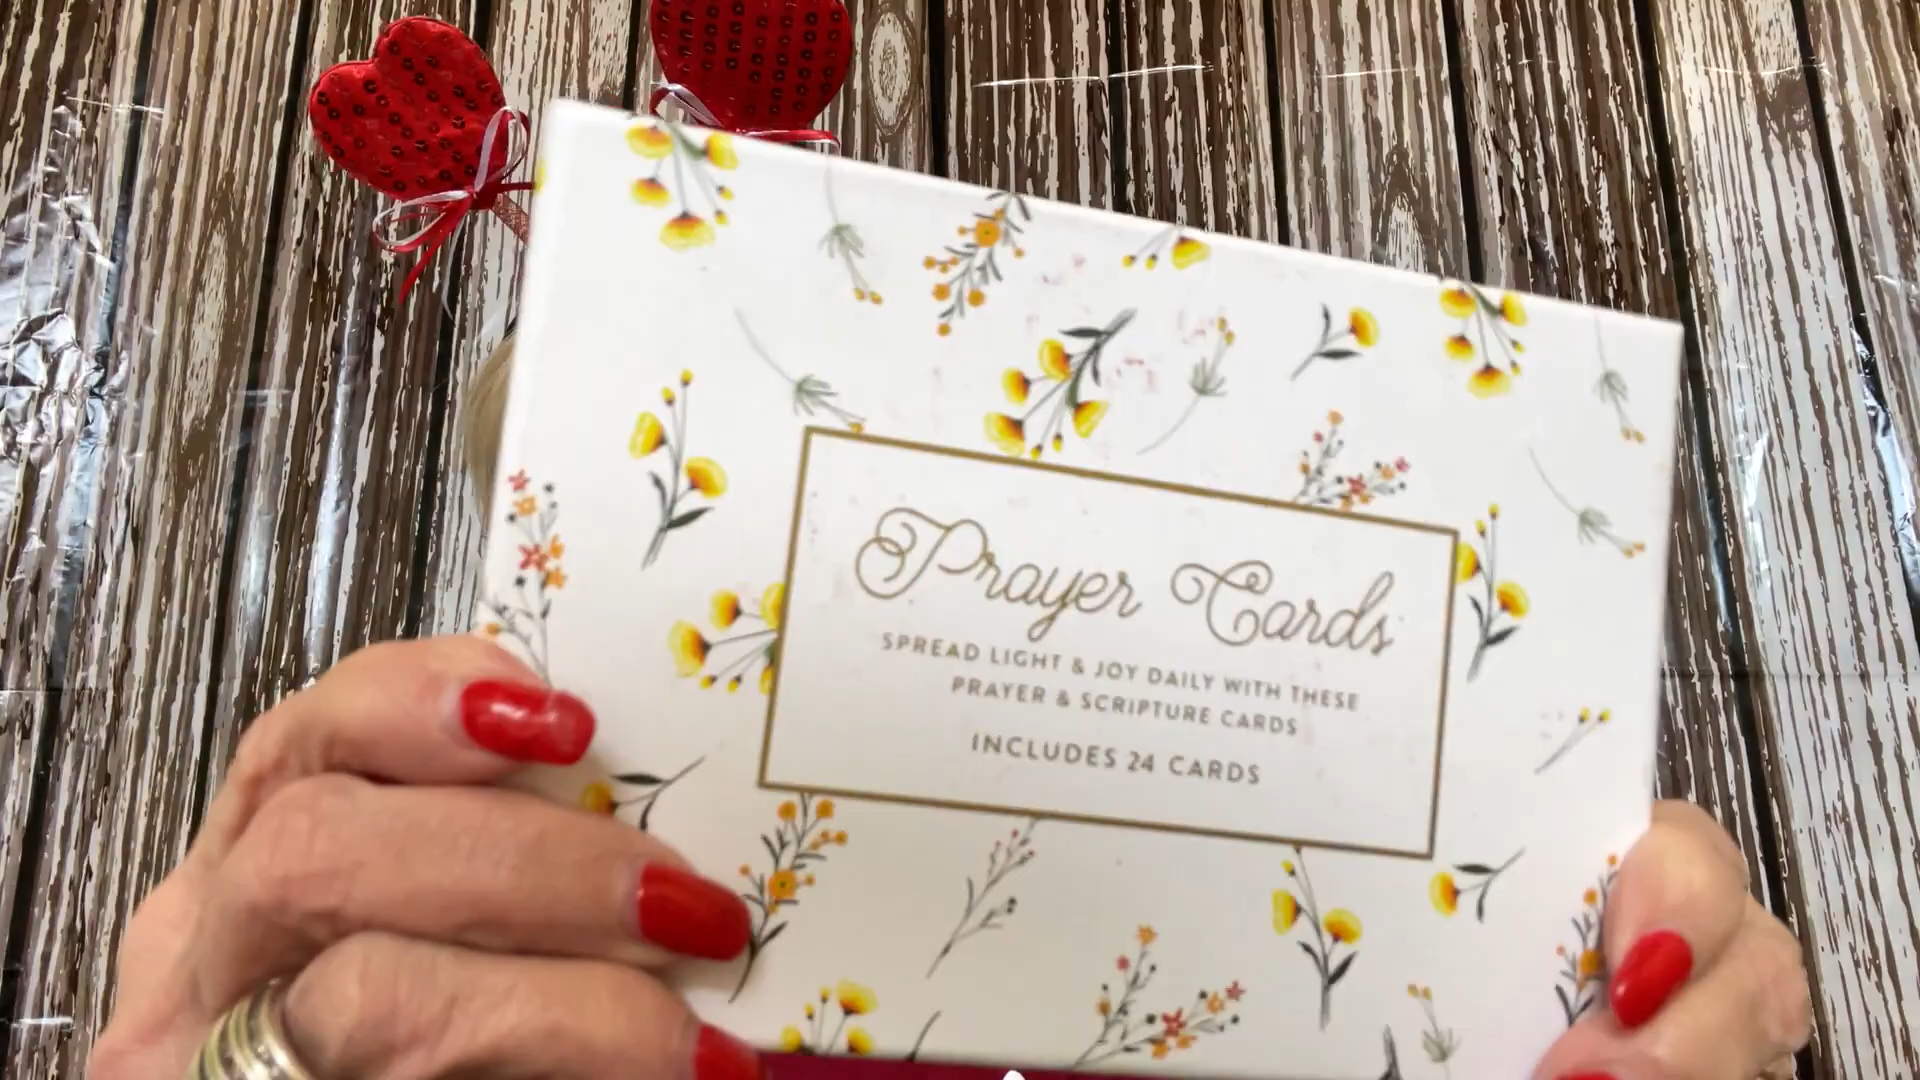 Prayer Cards
SPREAD LIGHT & JOY DAILY WITH THESE
PRAYER & SCRIPTURE CARDS
INCLUDES 24 CARDS